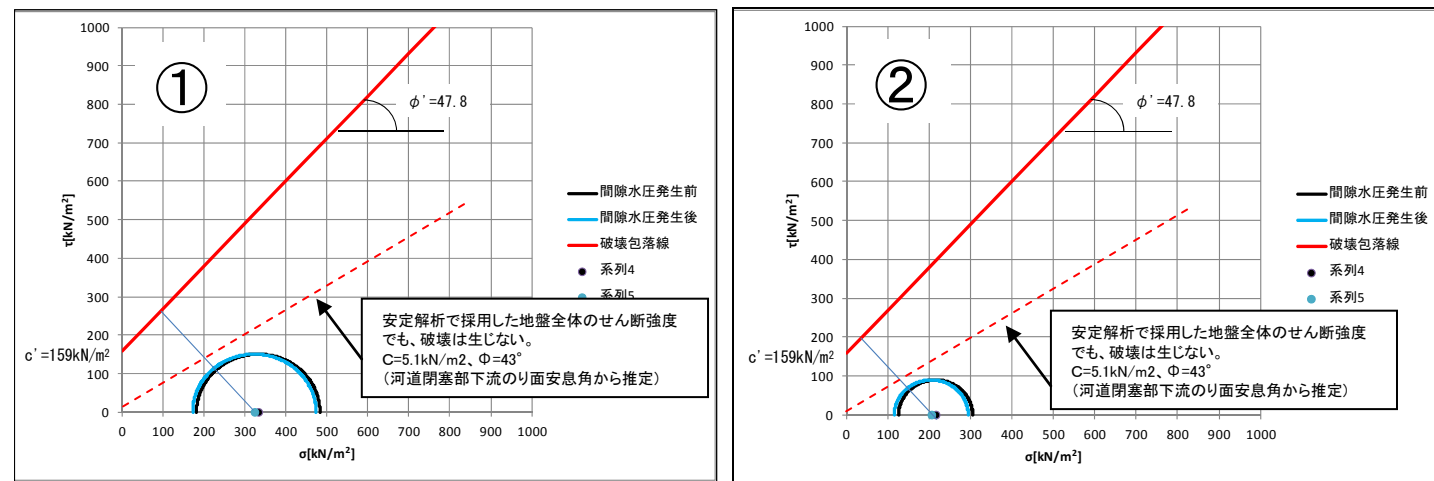 ①
1000
900
800
700
600
500
400
300
200
100
0
τ[kN/m²]
c'=159kN/m²
φ'=47.8
0 100 200 300 400 500 600 700 800 900 1000
σ[kN/m²]
間隙水圧発生前
間隙水圧発生後
破壊包落線
系列4
系列5
安定解析で採用した地盤全体のせん断強度
でも、破壊は生じない。
C=5.1kN/m2、Φ=43°
(河道閉塞部下流のり面安息角から推定)
②
1000
900
800
700
600
500
400
300
200
100
0
τ[kN/m²]
c'=159kN/m²
φ'=47.8
0 100 200 300 400 500 600 700 800 900 1000
σ[kN/m²]
間隙水圧発生前
間隙水圧発生後
破壊包落線
系列4
系列5
安定解析で採用した地盤全体のせん断強度
でも、破壊は生じない。
C=5.1kN/m2、Φ=43°
(河道閉塞部下流のり面安息角から推定)